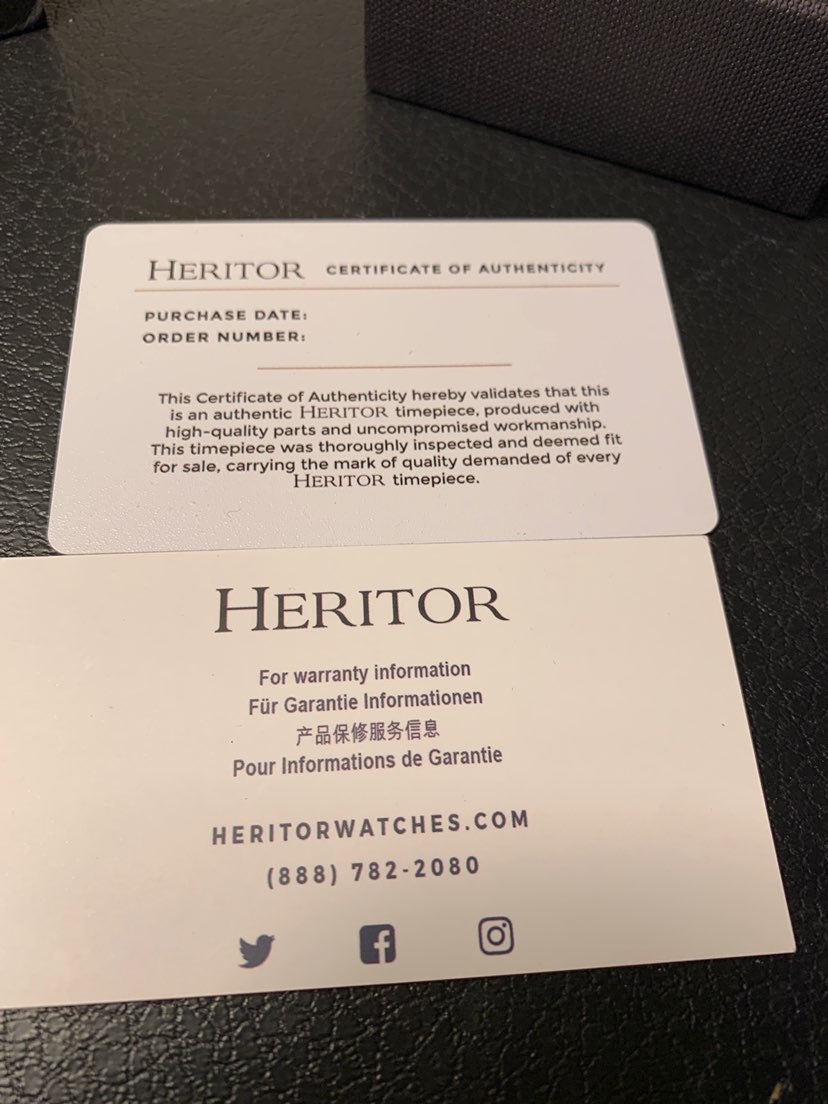 HERITOR CERTIFICATE OF AUTHENTICITY
PURCHASE DATE:
ORDER NUMBER:
This Certificate of Authenticity hereby validates that this
is an authentic HERITOR timepiece, produced with
high-quality parts and uncompromised workmanship.
This timepiece was thoroughly inspected and deemed fit
for sale, carrying the mark of quality demanded of every
HERITOR timepiece.
HERITOR
For warranty information
Für Garantie Informationen
产品保修服务信息
Pour Informations de Garantie
HERITORWATCHES.COM
(888) 782-2080